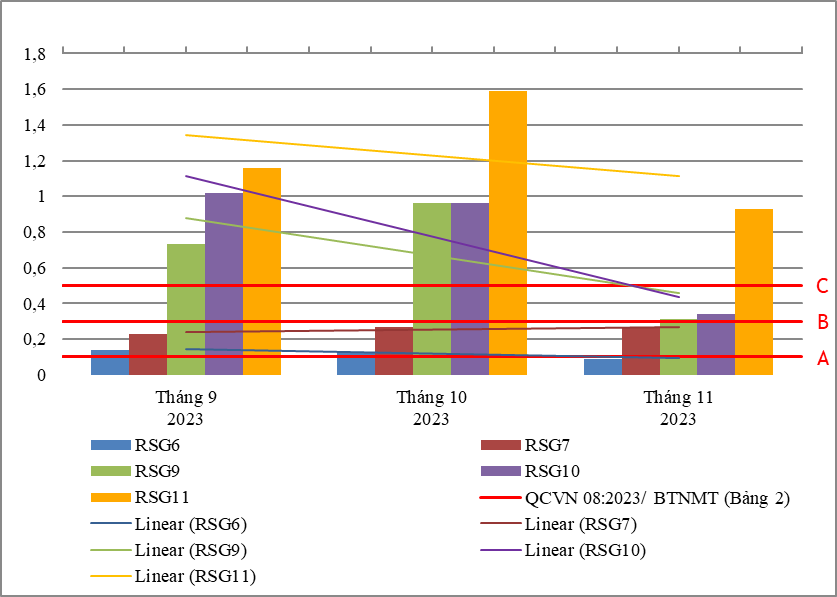 1,8
1,6
1,4
1,2
1
0,8
0,6
0,4
0,2
0
C
B
A
Tháng 9
2023
Tháng 10
2023
Tháng 11
2023
RSG6
RSG7
RSG9
RSG10
RSG11
QCVN 08:2023/ BTNMT (Bảng 2)
Linear (RSG6)
Linear (RSG7)
Linear (RSG9)
Linear (RSG10)
Linear (RSG11)